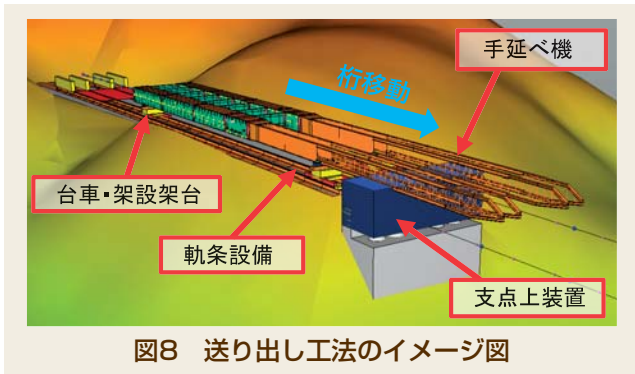 手延べ機
桁移動
台車・架設架台
軌条設備
支点上装置
図8 送り出し工法のイメージ図